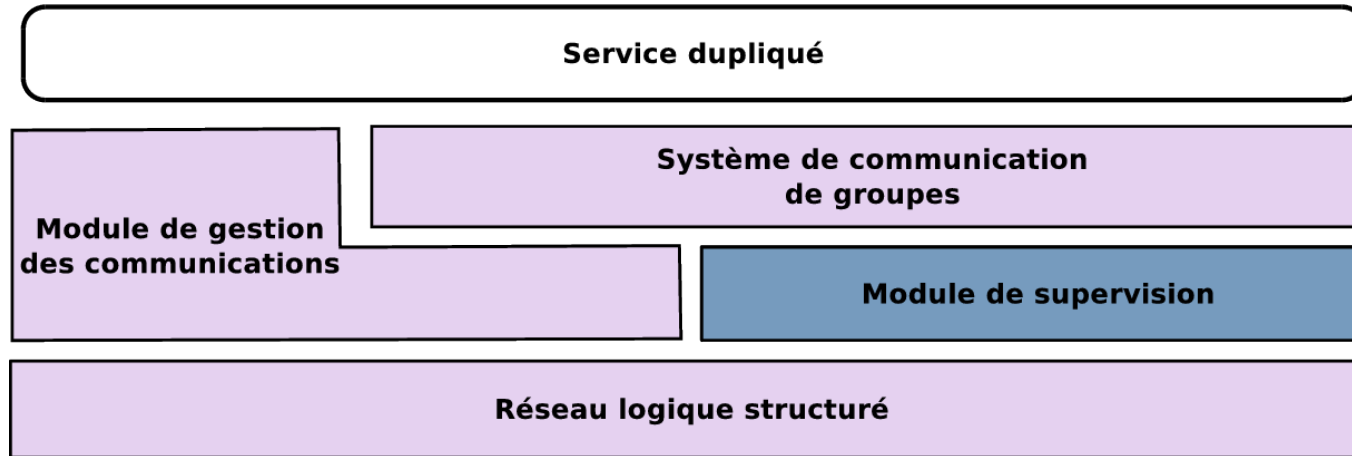 Service dupliqué
Système de communication
de groupes
Module de gestion
des communications
Module de supervision
Réseau logique structuré